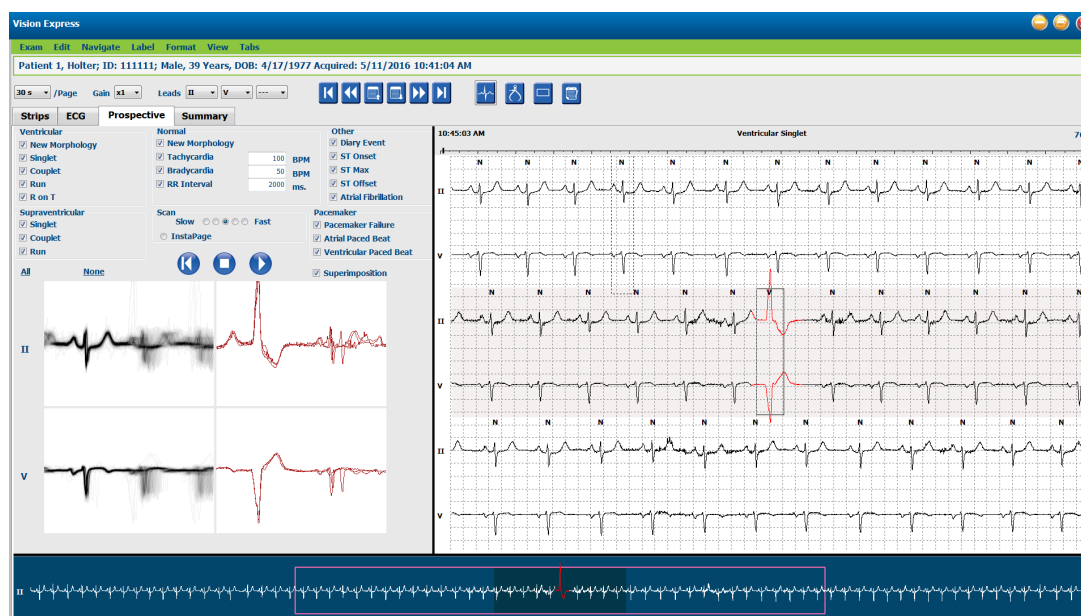 Vision Express
Exam Edit Navigate Label Format View Tabs
Patient 1, Holter; ID: 111111; Male, 39 Years, DOB: 4/17/1977 Acquired: 5/11/2016 10:41:04 AM
30 s /Page Gain x1 Leads II V ---
Strips ECG Prospective Summary
Ventricular
New Morphology
Singlet
Couplet
Run
R on T
Normal
New Morphology
Tachycardia 100 BPM
Bradycardia 50 BPM
RR Interval 2000 ms.
Other
Diary Event
ST Onset
ST Max
ST Offset
Atrial Fibrillation
Supraventricular
Singlet
Couplet
Run
Scan
Slow Fast
InstaPage
Pacemaker
Pacemaker Failure
Atrial Paced Beat
Ventricular Paced Beat
All None
Superimposition
II
V
10:45:03 AM Ventricular Singlet
N N N N N N N N N N N N N
II
V
N N N N N N V N N N N N N
II
V
N N N N N N N N N N N N
II
V
II